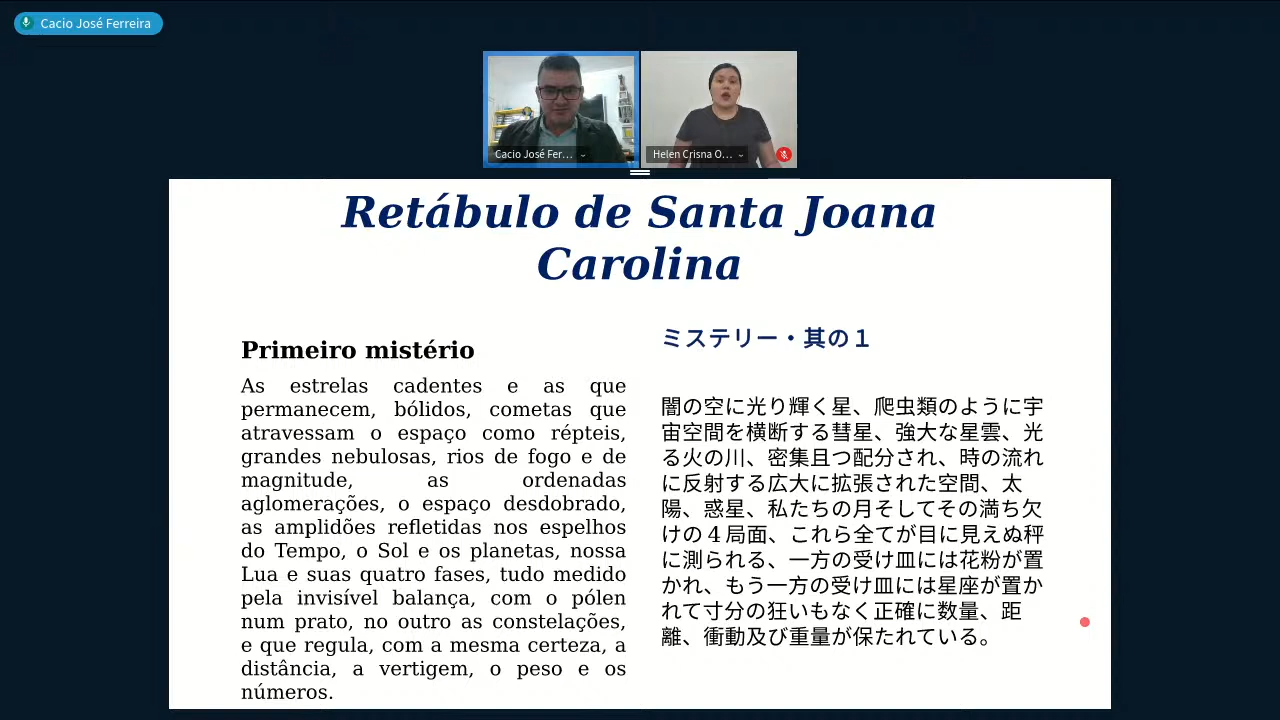 Cacio José Ferreira
Cacio José Fer...
Helen Crisna O...
Retábulo de Santa Joana
Carolina
Primeiro mistério
As estrelas cadentes e as que
permanecem, bólidos, cometas que
atravessam o espaço como répteis,
grandes nebulosas, rios de fogo e de
magnitude, as ordenadas
aglomerações, o espaço desdobrado,
as amplidões refletidas nos espelhos
do Tempo, o Sol e os planetas, nossa
Lua e suas quatro fases, tudo medido
pela invisível balança, com o pólen
num prato, no outro as constelações,
e que regula, com a mesma certeza, a
distância, a vertigem, o peso e os
números.
ミステリー・其の１
闇の空に光り輝く星、爬虫類のように宇
宙空間を横断する彗星、強大な星雲、光
る火の川、密集且つ配分され、時の流れ
に反射する広大に拡張された空間、太
陽、惑星、私たちの月そしてその満ち欠
けの４局面、これら全てが目に見えぬ秤
に測られる、一方の受け皿には花粉が置
かれ、もう一方の受け皿には星座が置か
れて寸分の狂いもなく正確に数量、距
離、衝動及び重量が保たれている。